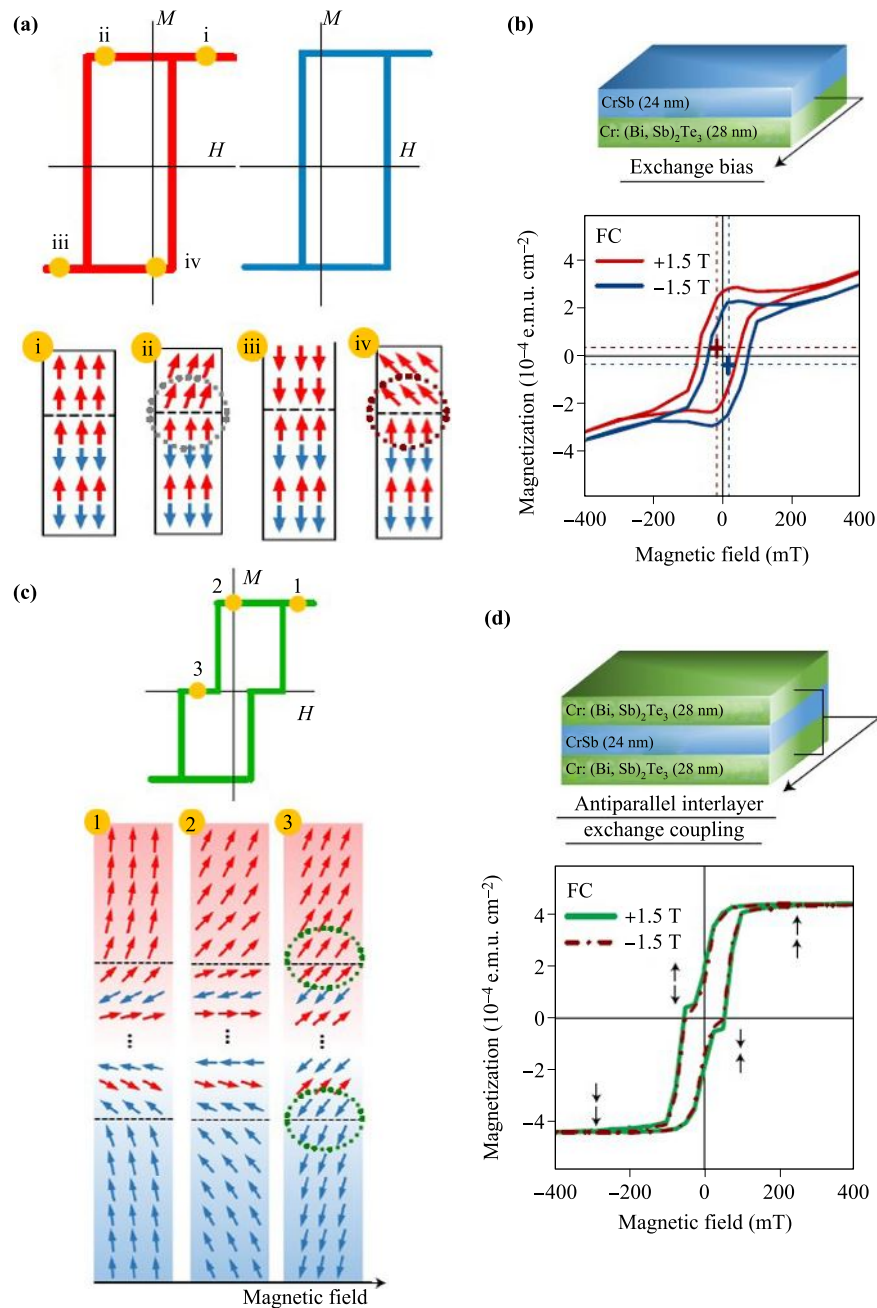 (a)
M
ii
i
H
iii
iv
M
H
i
ii
iii
iv
(b)
CrSb (24 nm)
Cr: (Bi, Sb)₂Te₃ (28 nm)
Exchange bias
FC
+1.5 T
−1.5 T
4
2
0
−2
−4
Magnetization (10⁻⁴ e.m.u. cm⁻²)
−400
−200
0
200
400
Magnetic field (mT)
(c)
M
2
1
3
H
1
2
3
Magnetic field
(d)
Cr: (Bi, Sb)₂Te₃ (28 nm)
CrSb (24 nm)
Cr: (Bi, Sb)₂Te₃ (28 nm)
Antiparallel interlayer
exchange coupling
FC
+1.5 T
−1.5 T
4
2
0
−2
−4
Magnetization (10⁻⁴ e.m.u. cm⁻²)
−400
−200
0
200
400
Magnetic field (mT)